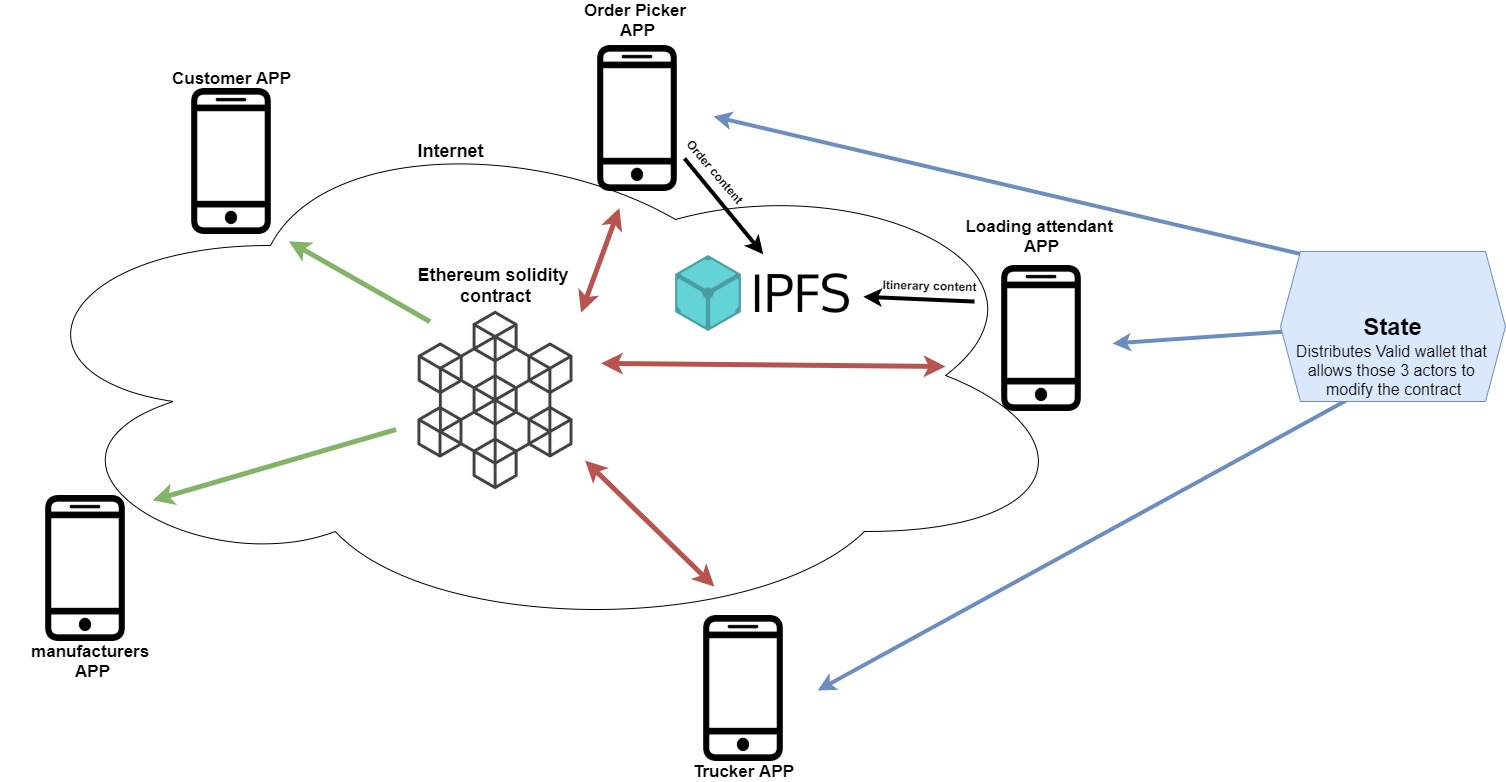 Order Picker
APP
Customer APP
Internet
Order content
Loading attendant
APP
Ethereum solidity
contract
IPFS
Itinerary content
State
Distributes Valid wallet that
allows those 3 actors to
modify the contract
manufacturers
APP
Trucker APP